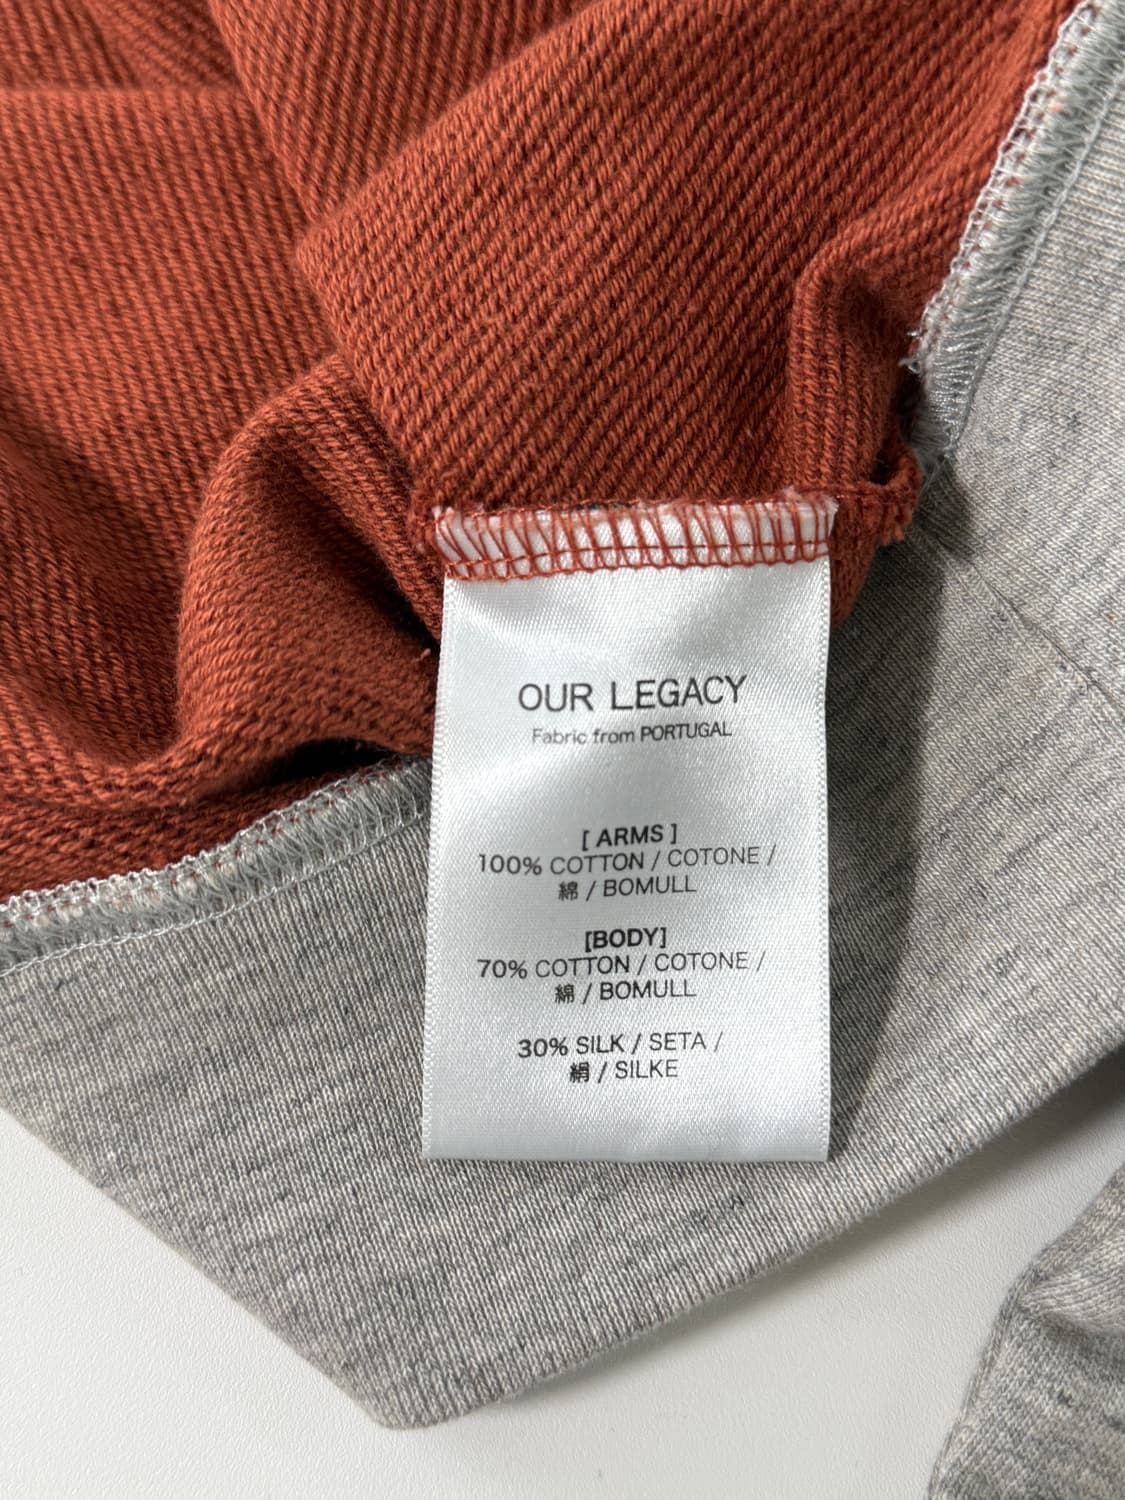 OUR LEGACY
Fabric from PORTUGAL
[ ARMS ]
100% COTTON / COTONE /
綿 / BOMULL
[BODY]
70% COTTON / COTONE /
綿 / BOMULL
30% SILK / SETA /
絹 / SILKE